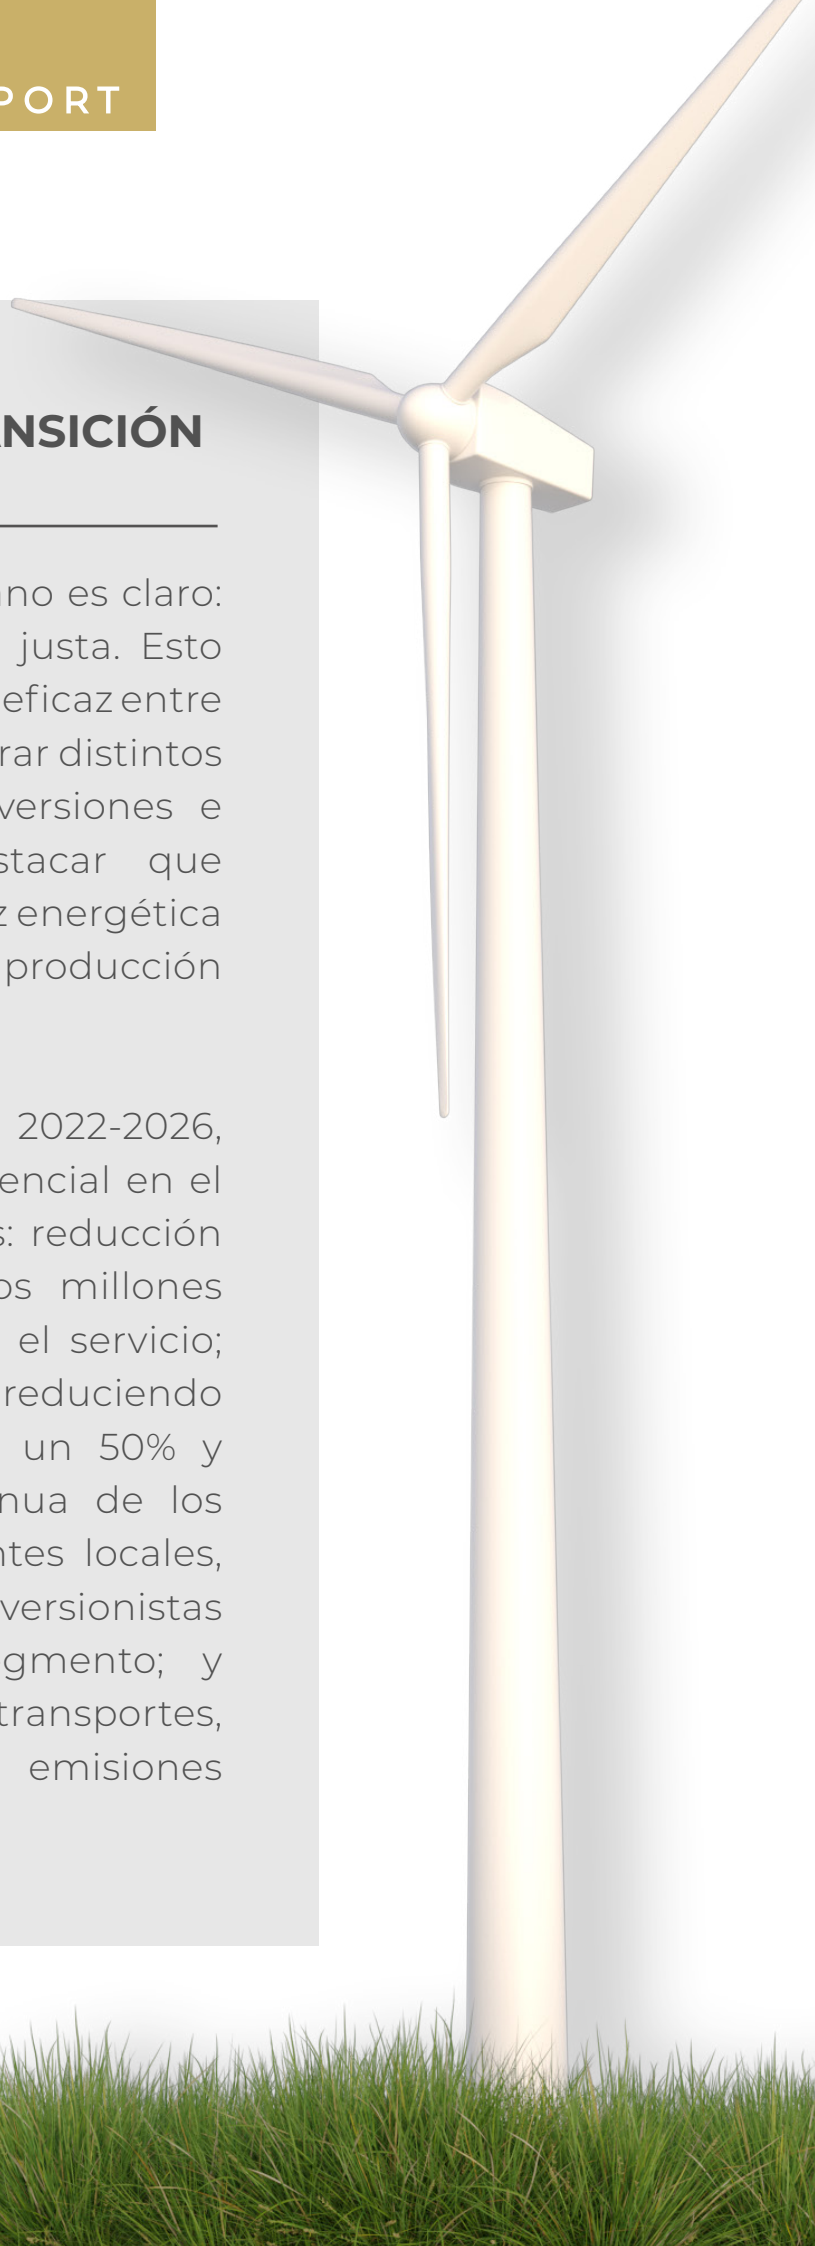 PORT
ANSICIÓN
ano es claro:
justa. Esto
eficaz entre
rar distintos
versiones e
stacar que
z energética
producción
2022-2026,
encial en el
s: reducción
os millones
el servicio;
reduciendo
un 50% y
nua de los
ntes locales,
versionistas
gmento; y
transportes,
emisiones